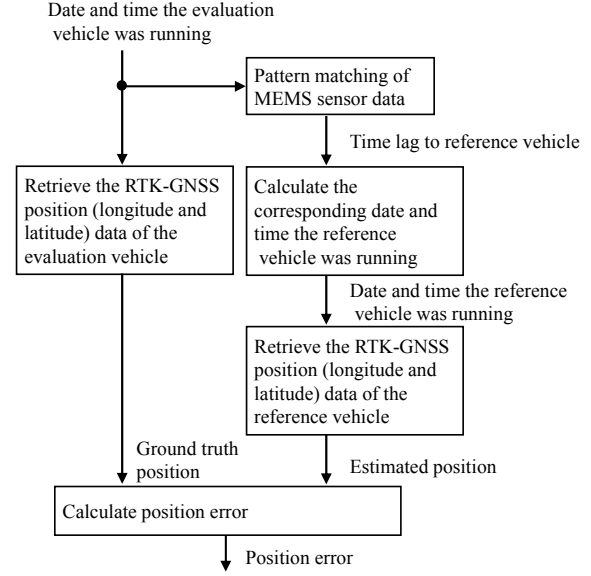 Date and time the evaluation
vehicle was running
Pattern matching of
MEMS sensor data
Time lag to reference vehicle
Retrieve the RTK-GNSS
position (longitude and
latitude) data of the
evaluation vehicle
Calculate the
corresponding date and
time the reference
vehicle was running
Date and time the reference
vehicle was running
Retrieve the RTK-GNSS
position (longitude and
latitude) data of the
reference vehicle
Ground truth
position
Estimated position
Calculate position error
Position error